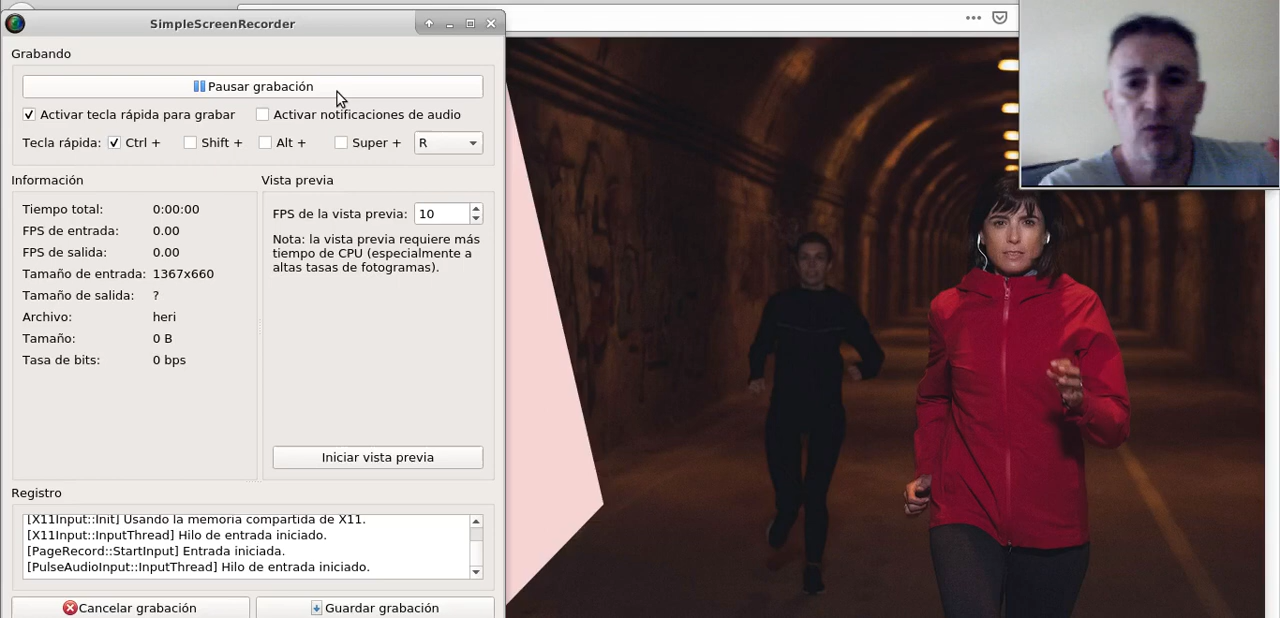 SimpleScreenRecorder
Grabando
Pausar grabación
Activar tecla rápida para grabar
Activar notificaciones de audio
Tecla rápida: Ctrl + Shift + Alt + Super + R
Información
Tiempo total: 0:00:00
FPS de entrada: 0.00
FPS de salida: 0.00
Tamaño de entrada: 1367x660
Tamaño de salida: ?
Archivo: heri
Tamaño: 0 B
Tasa de bits: 0 bps
Vista previa
FPS de la vista previa: 10
Nota: la vista previa requiere más
tiempo de CPU (especialmente a
altas tasas de fotogramas).
Iniciar vista previa
Registro
[X11Input::Init] Usando la memoria compartida de X11.
[X11Input::InputThread] Hilo de entrada iniciado.
[PageRecord::StartInput] Entrada iniciada.
[PulseAudioInput::InputThread] Hilo de entrada iniciado.
Cancelar grabación
Guardar grabación